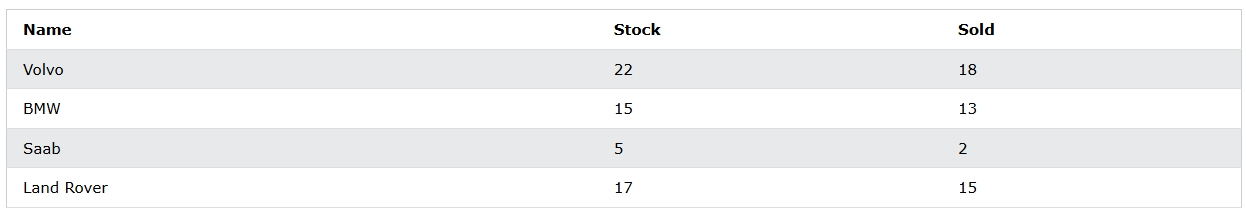 Name Stock Sold
Volvo 22 18
BMW 15 13
Saab 5 2
Land Rover 17 15